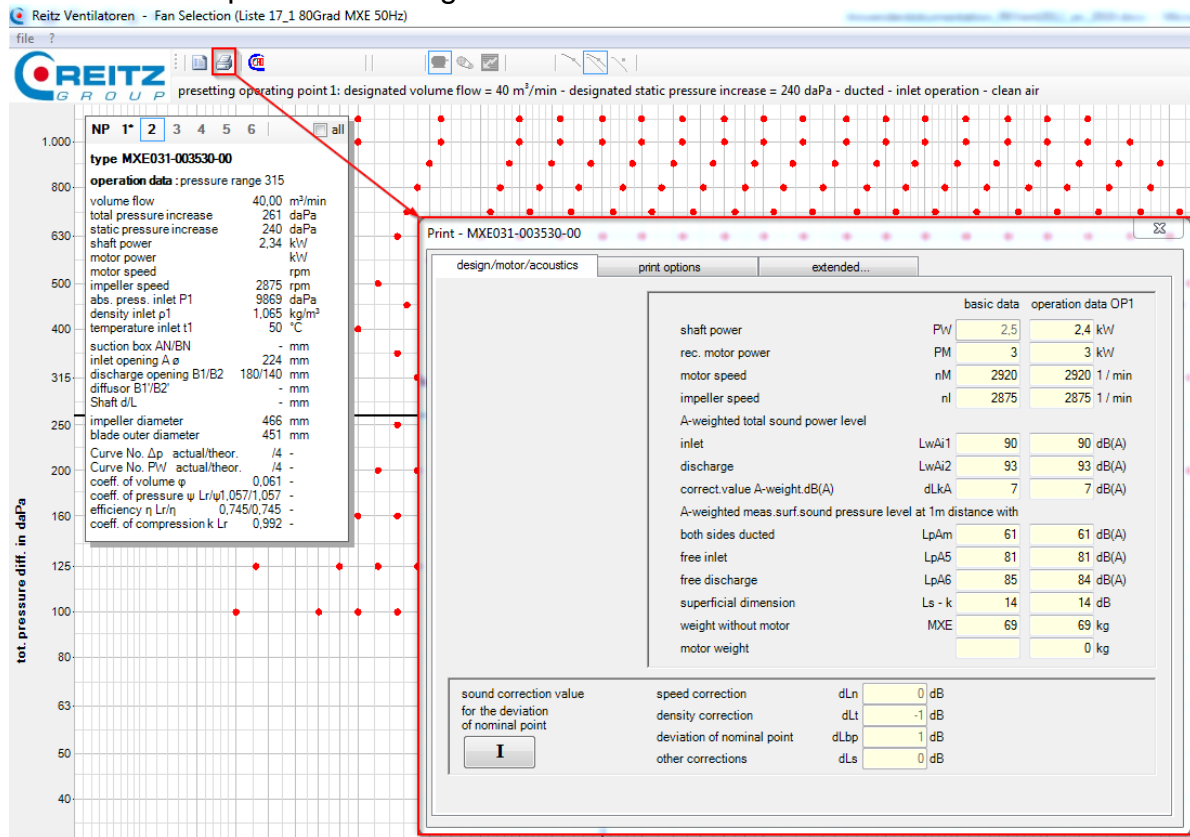 Reitz Ventilatoren - Fan Selection (Liste 17_1 80Grad MXE 50Hz)
file ?
REITZ
GROUP
presetting operating point 1: designated volume flow = 40 m³/min - designated static pressure increase = 240 daPa - ducted - inlet operation - clean air
NP 1* 2 3 4 5 6 all
type MXE031-003530-00
operation data : pressure range 315
volume flow 40,00 m³/min
total pressure increase 261 daPa
static pressure increase 240 daPa
shaft power 2,34 kW
motor power kW
motor speed rpm
impeller speed 2875 rpm
abs. press. inlet P1 9869 daPa
density inlet ρ1 1,065 kg/m³
temperature inlet t1 50 °C
suction box AN/BN - mm
inlet opening A ø 224 mm
discharge opening B1/B2 180/140 mm
diffusor B1'/B2' - mm
Shaft d/L - mm
impeller diameter 466 mm
blade outer diameter 451 mm
Curve No. Δp actual/theor. /4 -
Curve No. PW actual/theor. /4 -
coeff. of volume φ 0,061 -
coeff. of pressure ψ Lr/ψ1,057/1,057 -
efficiency η Lr/η 0,745/0,745 -
coeff. of compression k Lr 0,992 -
tot. pressure diff. in daPa
1.000
800
630
500
400
315
250
200
160
125
100
80
63
50
40
Print - MXE031-003530-00
design/motor/acoustics print options extended...
basic data operation data OP1
shaft power PW 2,5 2,4 kW
rec. motor power PM 3 3 kW
motor speed nM 2920 2920 1 / min
impeller speed nl 2875 2875 1 / min
A-weighted total sound power level
inlet LwAi1 90 90 dB(A)
discharge LwAi2 93 93 dB(A)
correct.value A-weight.dB(A) dLkA 7 7 dB(A)
A-weighted meas.surf.sound pressure level at 1m distance with
both sides ducted LpAm 61 61 dB(A)
free inlet LpA5 81 81 dB(A)
free discharge LpA6 85 84 dB(A)
superficial dimension Ls - k 14 14 dB
weight without motor MXE 69 69 kg
motor weight 0 kg
sound correction value
for the deviation
of nominal point
I
speed correction dLn 0 dB
density correction dLt -1 dB
deviation of nominal point dLbp 1 dB
other corrections dLs 0 dB